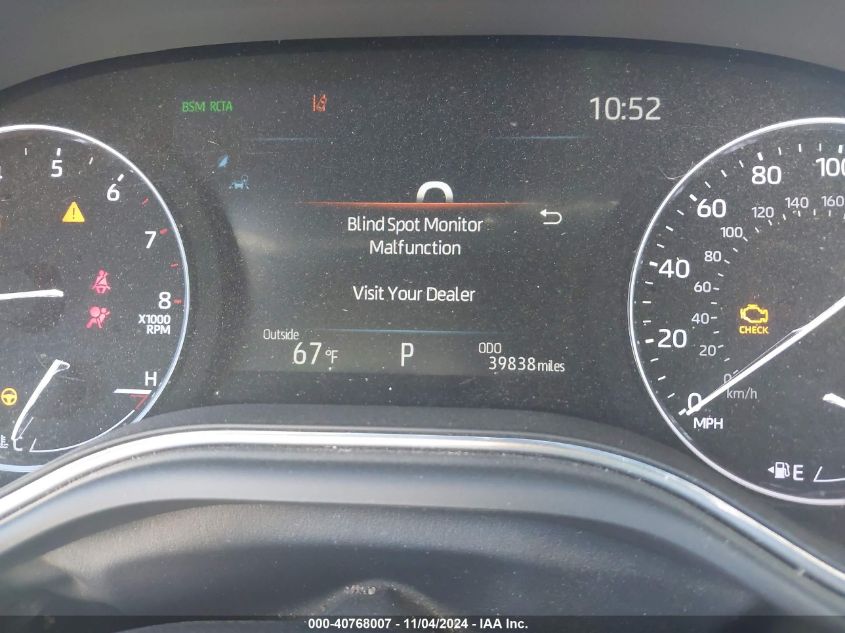 BSM RCTA
10:52
4 5 6 7 8
X1000
RPM
H
C
Blind Spot Monitor
Malfunction
Visit Your Dealer
Outside
67°F
P
ODO
39838 miles
0 20 40 60 80 100
MPH
0 20 40 60 80 100 120 140 160
km/h
CHECK
E
000-40768007 - 11/04/2024 - IAA Inc.